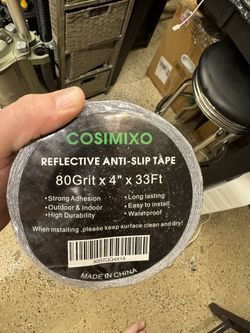 COSIMIXO
REFLECTIVE ANTI-SLIP TAPE
80Grit x 4" x 33Ft
•Strong Adhesion
•Outdoor & Indoor
•High Durability
•Long lasting
•Easy to install
•Waterproof
When installing ,please keep surface clean and dry!
MADE IN CHINA